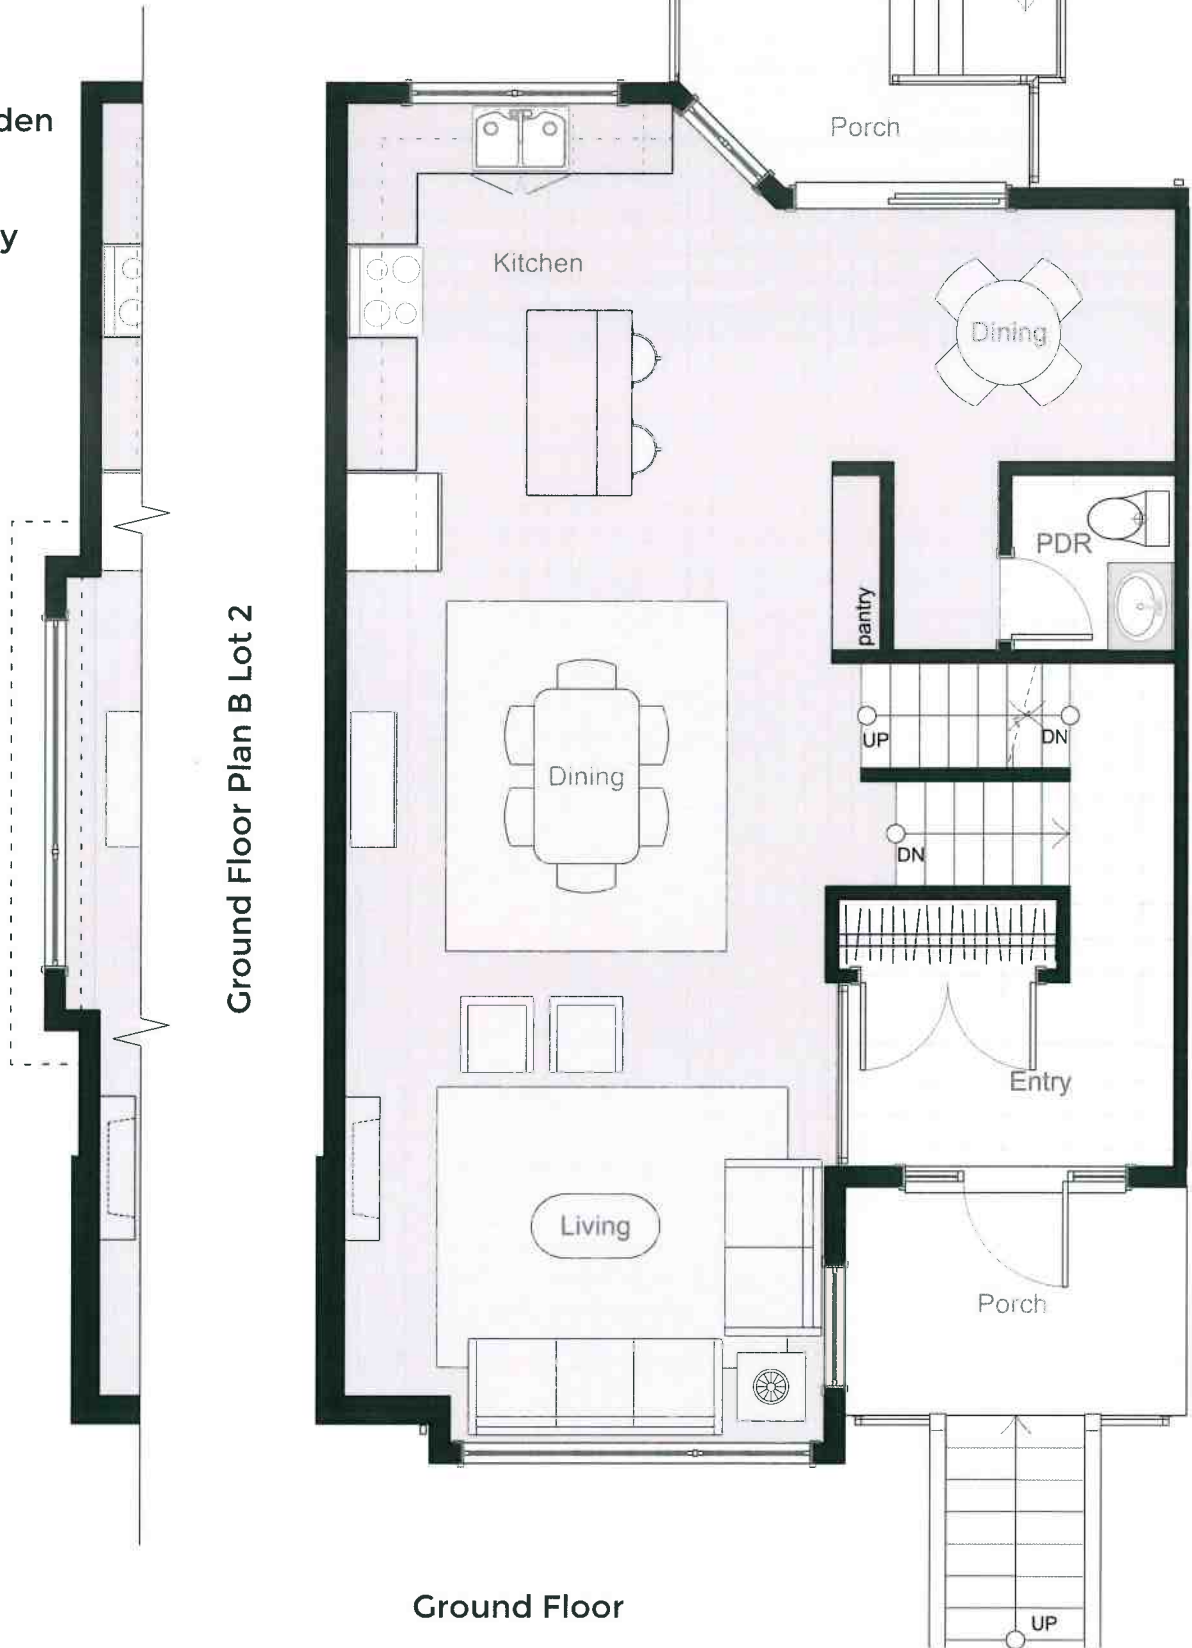 den
y
Porch
Kitchen
Dining
PDR
pantry
UP
DN
Dining
DN
Ground Floor Plan B Lot 2
Entry
Living
Porch
Ground Floor
UP